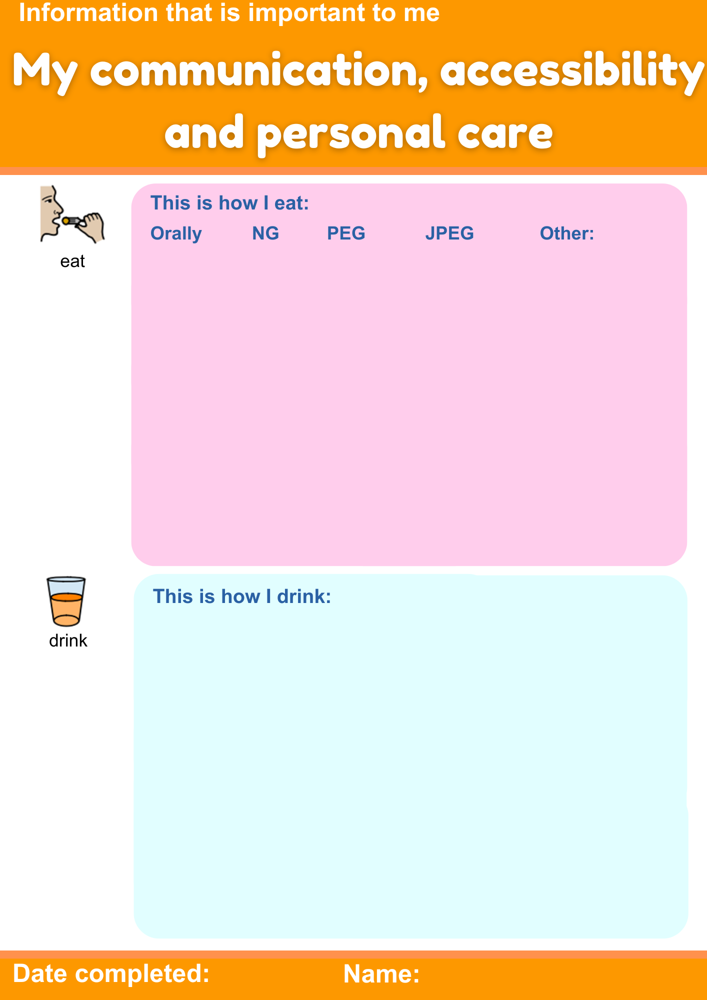 Information that is important to me
My communication, accessibility
and personal care
This is how I eat:
Orally NG PEG JPEG Other:
eat
This is how I drink:
drink
Date completed: Name: